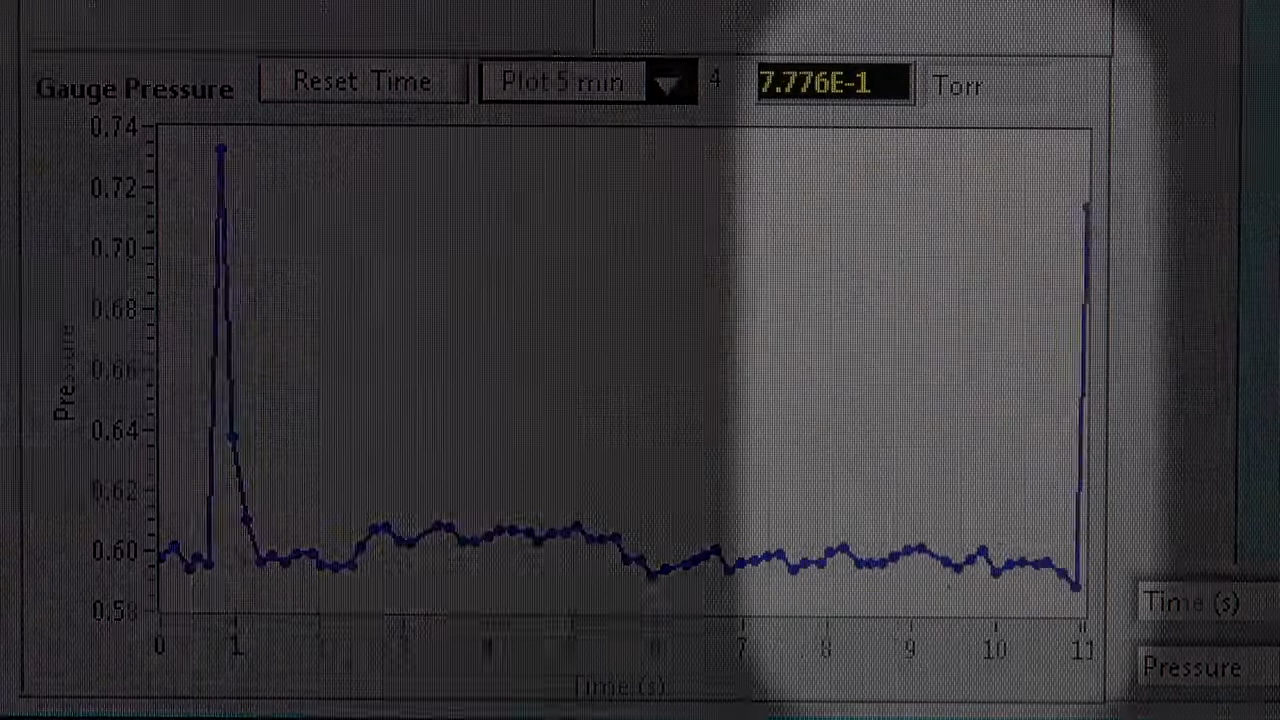 Gauge Pressure Reset Time Plot 5 min 4 7.776E-1 Torr
0.74
0.72
0.70
0.68
0.66
0.64
0.62
0.60
0.58
Pressure
0 1 7 8 9 10 11
Time (s)
Time (s)
Pressure